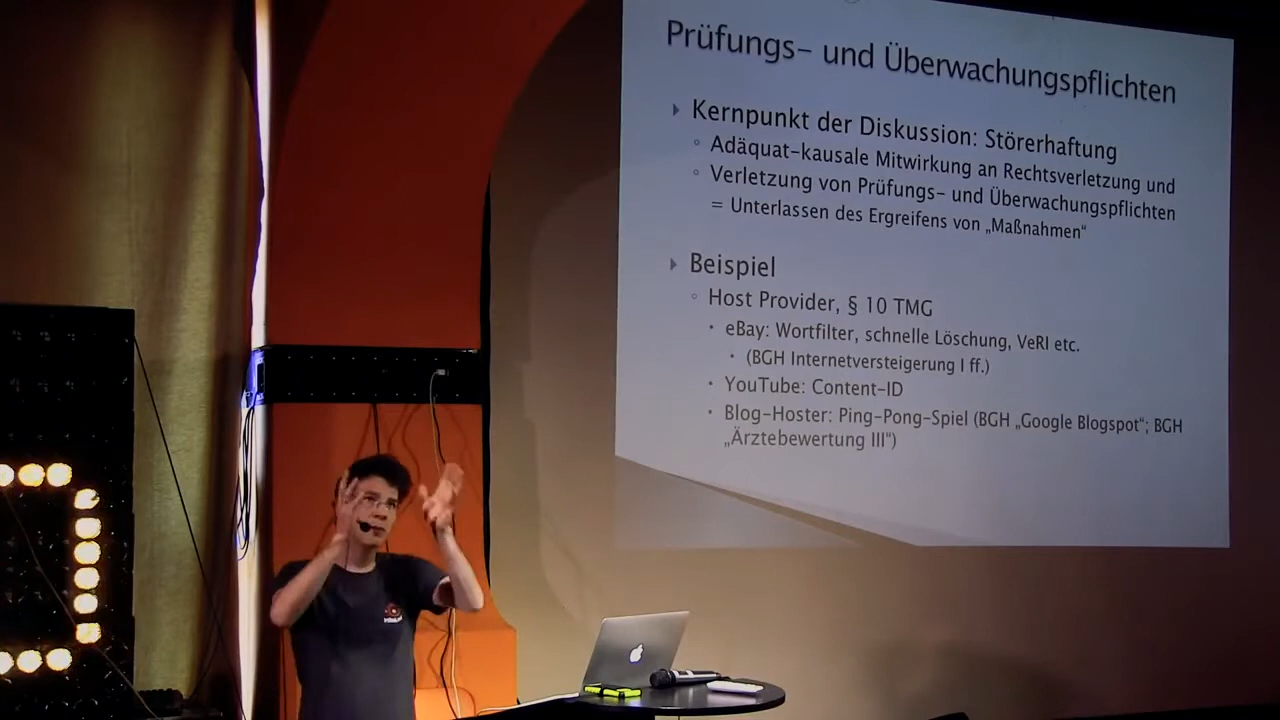 Prüfungs- und Überwachungspflichten
Kernpunkt der Diskussion: Störerhaftung
Adäquat-kausale Mitwirkung an Rechtsverletzung und
Verletzung von Prüfungs- und Überwachungspflichten
= Unterlassen des Ergreifens von „Maßnahmen“
Beispiel
Host Provider, § 10 TMG
eBay: Wortfilter, schnelle Löschung, VeRI etc.
(BGH Internetversteigerung I ff.)
YouTube: Content-ID
Blog-Hoster: Ping-Pong-Spiel (BGH „Google Blogspot“; BGH
„Ärztebewertung III“)